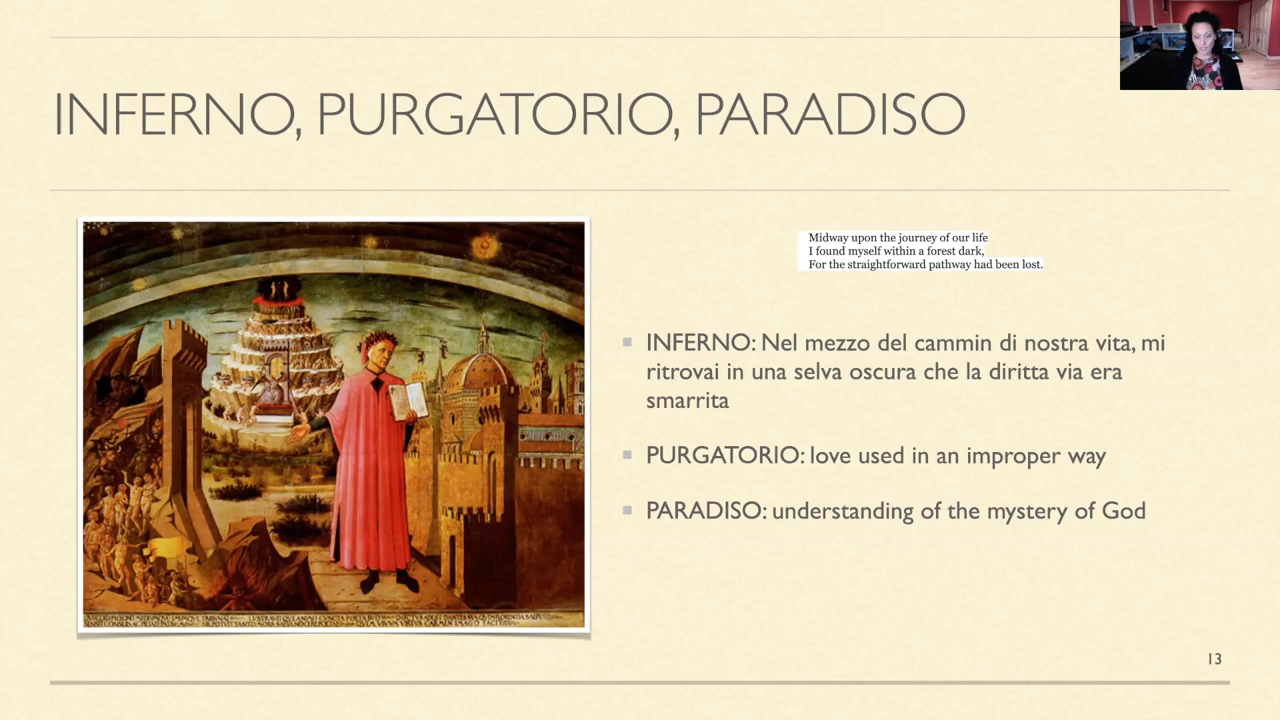 INFERNO, PURGATORIO, PARADISO
Midway upon the journey of our life
I found myself within a forest dark,
For the straightforward pathway had been lost.
INFERNO: Nel mezzo del cammin di nostra vita, mi
ritrovai in una selva oscura che la diritta via era
smarrita
PURGATORIO: love used in an improper way
PARADISO: understanding of the mystery of God
13